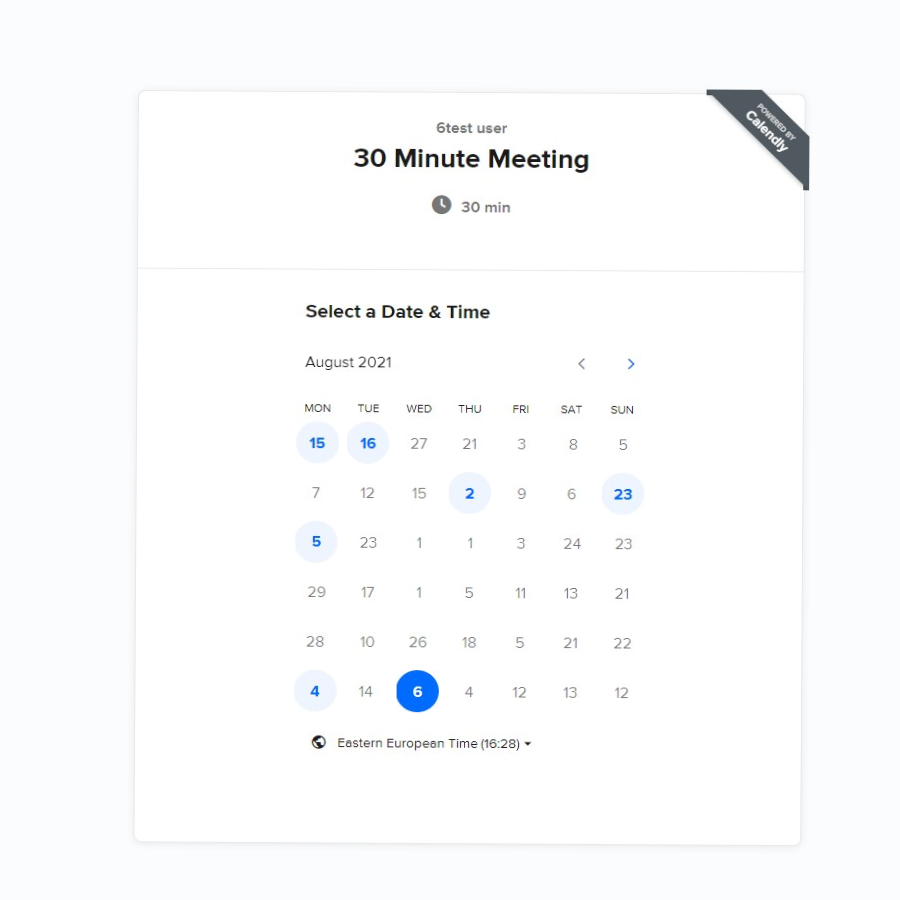 6test user
30 Minute Meeting
30 min
POWERED BY
Calendly
Select a Date & Time
August 2021
MON TUE WED THU FRI SAT SUN
15 16 27 21 3 8 5
7 12 15 2 9 6 23
5 23 1 1 3 24 23
29 17 1 5 11 13 21
28 10 26 18 5 21 22
4 14 6 4 12 13 12
Eastern European Time (16:28)